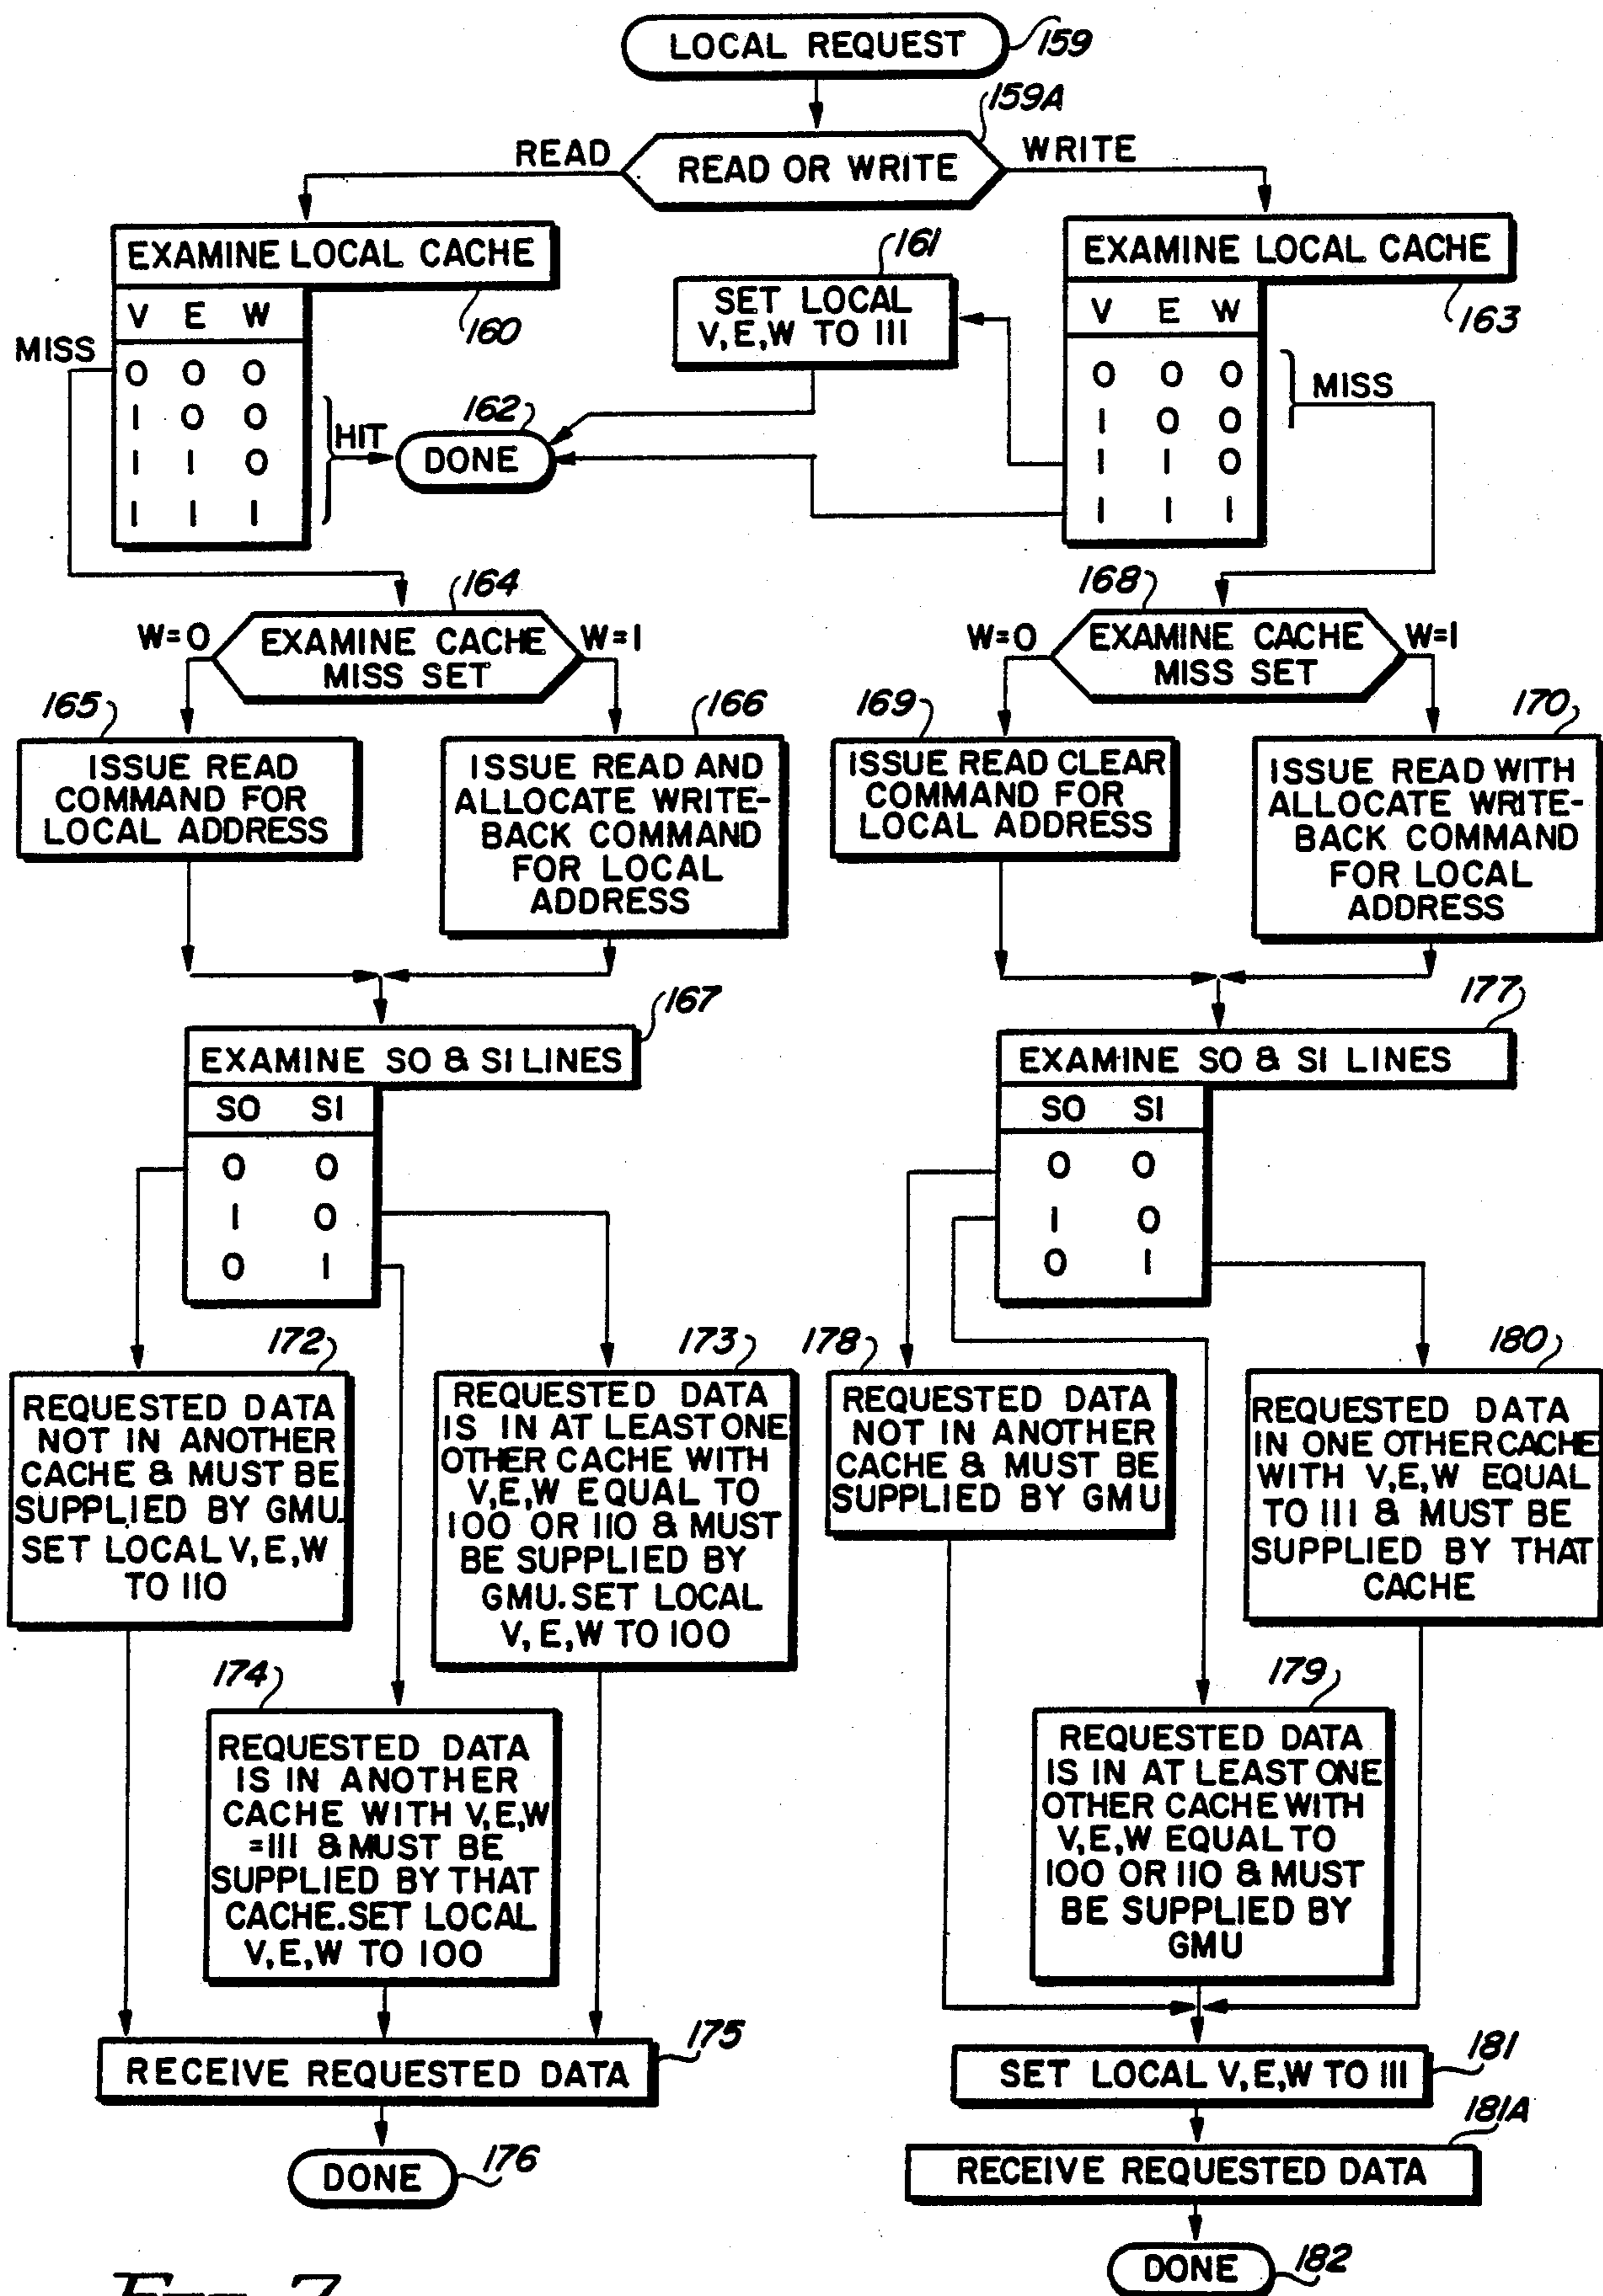 LOCAL REQUEST
159
159A
READ
READ OR WRITE
WRITE
EXAMINE LOCAL CACHE
160
V E W
MISS
0 0 0
1 0 0
1 1 0
1 1 1
HIT
161
SET LOCAL
V,E,W TO 111
162
DONE
EXAMINE LOCAL CACHE
163
V E W
0 0 0
1 0 0
1 1 0
1 1 1
MISS
164
W=0
EXAMINE CACHE
MISS SET
W=1
165
ISSUE READ
COMMAND FOR
LOCAL ADDRESS
166
ISSUE READ AND
ALLOCATE WRITE-
BACK COMMAND
FOR LOCAL
ADDRESS
168
W=0
EXAMINE CACHE
MISS SET
W=1
169
ISSUE READ CLEAR
COMMAND FOR
LOCAL ADDRESS
170
ISSUE READ WITH
ALLOCATE WRITE-
BACK COMMAND
FOR LOCAL
ADDRESS
167
EXAMINE S0 & S1 LINES
S0 S1
0 0
1 0
0 1
177
EXAMINE S0 & S1 LINES
S0 S1
0 0
1 0
0 1
172
REQUESTED DATA
NOT IN ANOTHER
CACHE & MUST BE
SUPPLIED BY GMU.
SET LOCAL V,E,W
TO 110
173
REQUESTED DATA
IS IN AT LEAST ONE
OTHER CACHE WITH
V,E,W EQUAL TO
100 OR 110 & MUST
BE SUPPLIED BY
GMU. SET LOCAL
V, E,W TO 100
174
REQUESTED DATA
IS IN ANOTHER
CACHE WITH V,E,W
=111 & MUST BE
SUPPLIED BY THAT
CACHE. SET LOCAL
V,E,W TO 100
178
REQUESTED DATA
NOT IN ANOTHER
CACHE & MUST BE
SUPPLIED BY GMU
180
REQUESTED DATA
IN ONE OTHER CACHE
WITH V,E,W EQUAL
TO 111 & MUST BE
SUPPLIED BY THAT
CACHE
179
REQUESTED DATA
IS IN AT LEAST ONE
OTHER CACHE WITH
V,E,W EQUAL TO
100 OR 110 & MUST
BE SUPPLIED BY
GMU
175
RECEIVE REQUESTED DATA
176
DONE
181
SET LOCAL V,E,W TO 111
181A
RECEIVE REQUESTED DATA
182
DONE